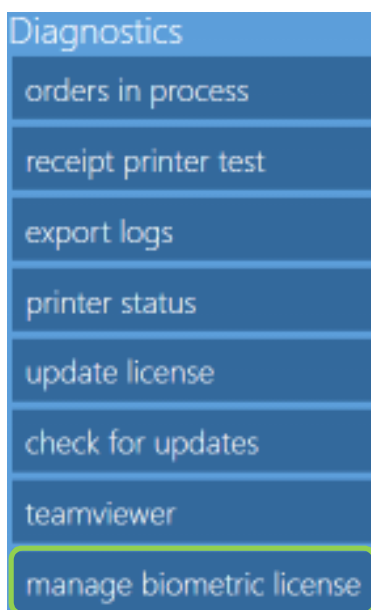 Diagnostics
orders in process
receipt printer test
export logs
printer status
update license
check for updates
teamviewer
manage biometric license